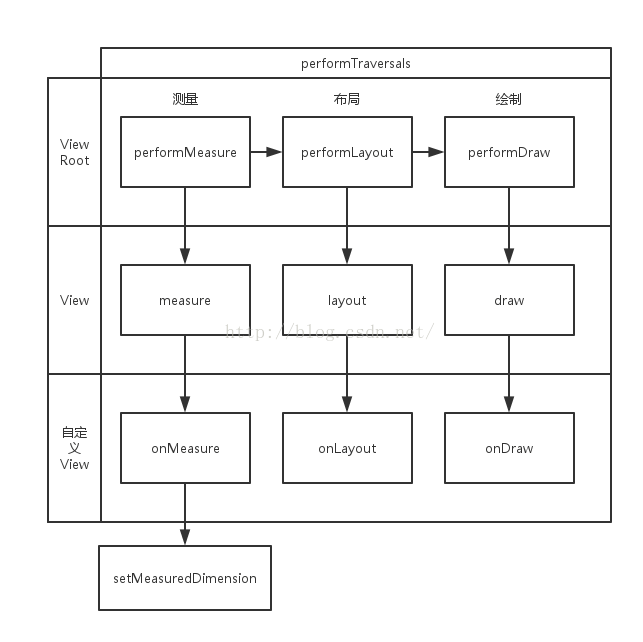 performTraversals
测量
布局
绘制
View
Root
performMeasure
performLayout
performDraw
View
measure
layout
draw
http://blog.csdn.net/
自定
义
View
onMeasure
onLayout
onDraw
setMeasuredDimension